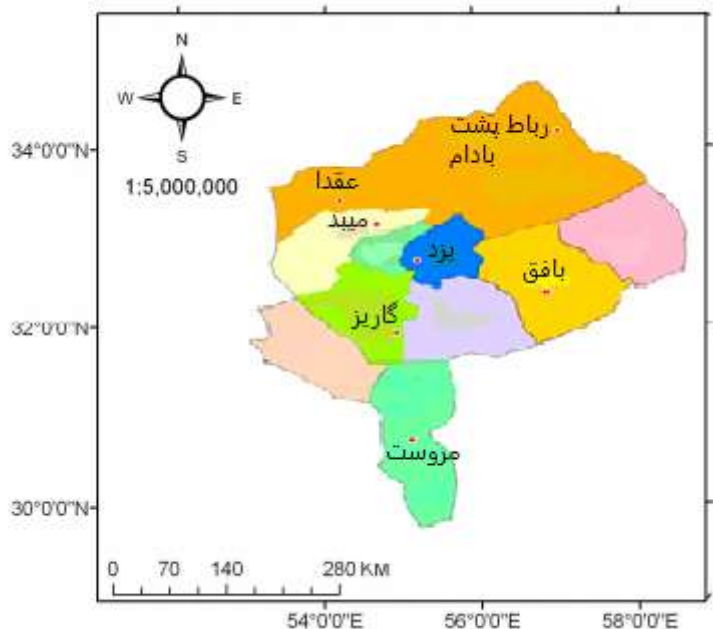 N
W E
S
1:5,000,000
34°0'0"N
32°0'0"N
30°0'0"N
رباط پشت
بادام
عقدا
میبد
یزد
بافق
گاریز
مروست
0 70 140 280 KM
54°0'0"E 56°0'0"E 58°0'0"E